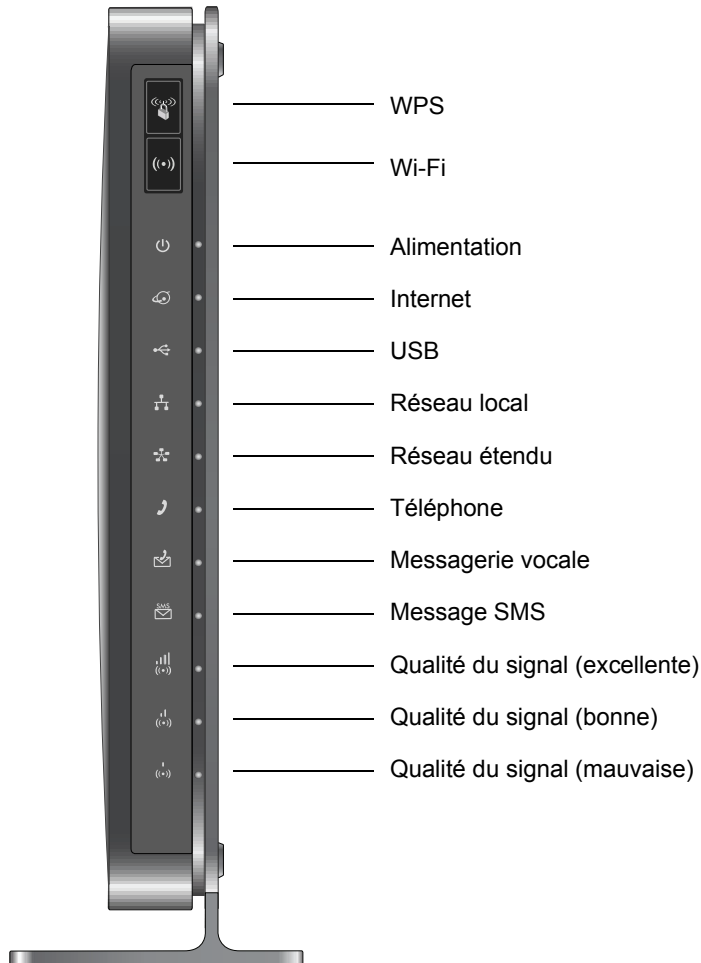 WPS
Wi-Fi
Alimentation
Internet
USB
Réseau local
Réseau étendu
Téléphone
Messagerie vocale
SMS
Message SMS
Qualité du signal (excellente)
Qualité du signal (bonne)
Qualité du signal (mauvaise)